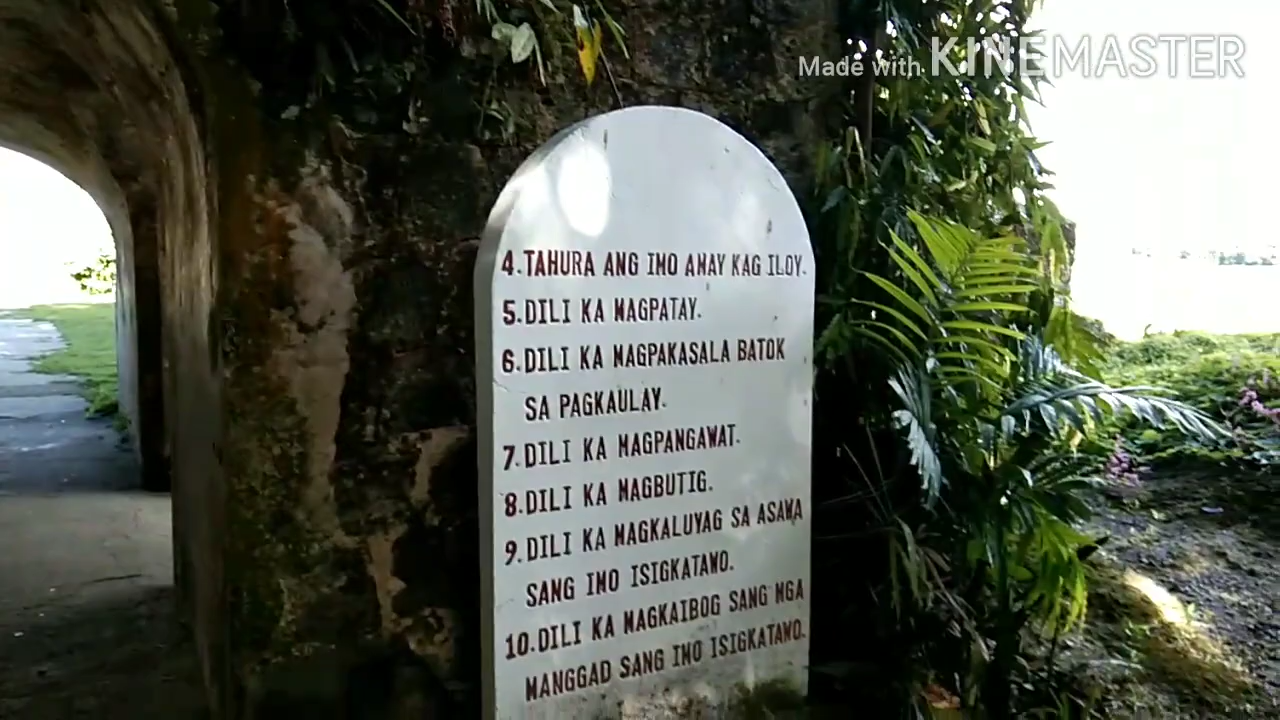 Made with KINEMASTER
4. TAHURA ANG IMO AMAY KAG ILOY.
5. DILI KA MAGPATAY.
6. DILI KA MAGPAKASALA BATOK
SA PAGKAULAY.
7. DILI KA MAGPANGAWAT.
8. DILI KA MAGBUTIG.
9. DILI KA MAGKALUYAG SA ASAWA
SANG IMO ISIGKATAWO.
10. DILI KA MAGKAIBOG SANG MGA
MANGGAD SANG IMO ISIGKATAWO.